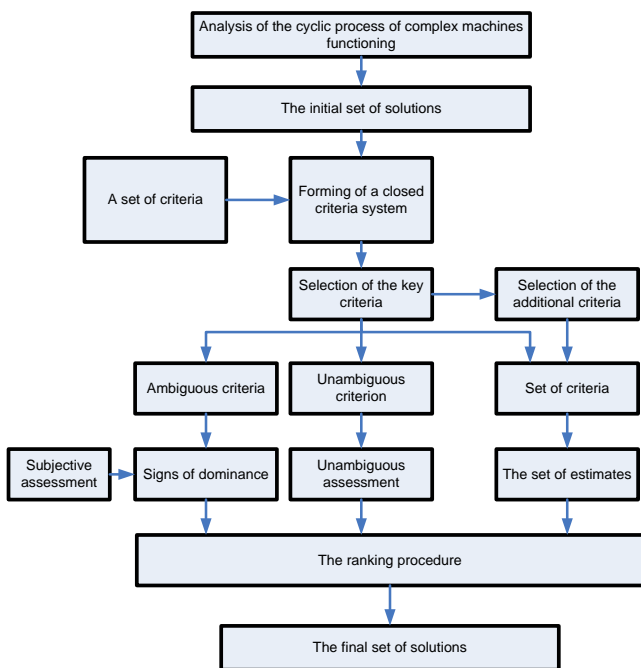 Analysis of the cyclic process of complex machines
functioning
The initial set of solutions
A set of criteria
Forming of a closed
criteria system
Selection of the key
criteria
Selection of the
additional criteria
Ambiguous criteria
Unambiguous
criterion
Set of criteria
Subjective
assessment
Signs of dominance
Unambiguous
assessment
The set of estimates
The ranking procedure
The final set of solutions